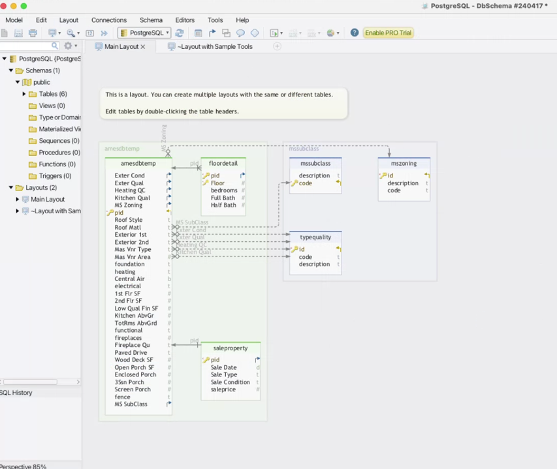 PostgreSQL - DbSchema #240417 *
Model Edit Layout Connections Schema Editors Tools Help
PostgreSQL Enable PRO Trial
Main Layout ~Layout with Sample Tools
PostgreSQL (PostgreS
Schemas (1)
public
Tables (6)
Views (0)
Type or Domai
Materialized Vi
Sequences (0)
Procedures (0)
Functions (0)
Triggers (0)
Layouts (2)
Main Layout
~Layout with Sam
SQL History
Perspective 85%
This is a layout. You can create multiple layouts with the same or different tables.
Edit tables by double-clicking the table headers.
amesdbtemp
MS Zoning
amesdbtemp
Exter Cond
Exter Qual
Heating QC
Kitchen Qual
MS Zoning
pid
Roof Style t
Roof Matl t
Exterior 1st t
Exterior 2nd t
Mas Vnr Type t
Mas Vnr Area #
foundation t
heating t
Central Air b
electrical t
1st Flr SF #
2nd Flr SF #
Low Qual Fin SF #
Kitchen AbvGr #
TotRms AbvGrd #
functional t
fireplaces #
Fireplace Qu t
Paved Drive t
Wood Deck SF #
Open Porch SF #
Enclosed Porch #
3Ssn Porch #
Screen Porch #
fence t
MS SubClass
pid
floordetail
pid
Floor #
bedrooms #
Full Bath #
Half Bath #
MS SubClass
Exter Cond
Exter Qual
Heating QC
Kitchen Qual
pid
saleproperty
pid
Sale Date d
Sale Type t
Sale Condition t
saleprice #
mssubclass
mssubclass
description t
code
typequality
id
code t
description t
mszoning
id
description t
code t